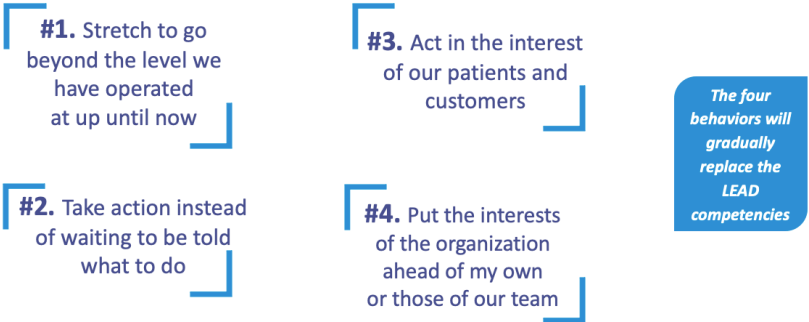 #1. Stretch to go
beyond the level we
have operated
at up until now
#2. Take action instead
of waiting to be told
what to do
#3. Act in the interest
of our patients and
customers
#4. Put the interests
of the organization
ahead of my own
or those of our team
The four
behaviors will
gradually
replace the
LEAD
competencies